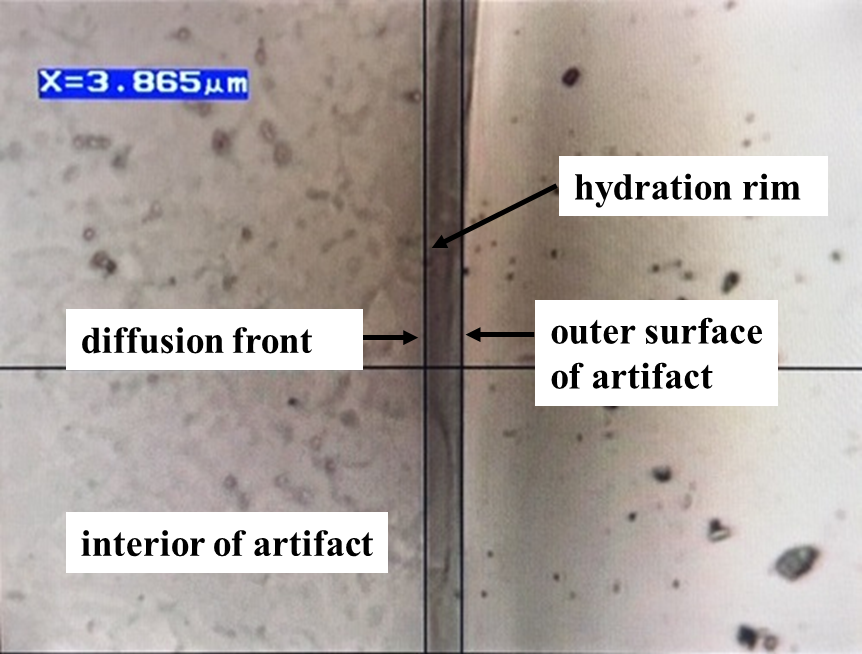 X=3.865μm
hydration rim
diffusion front
outer surface
of artifact
interior of artifact